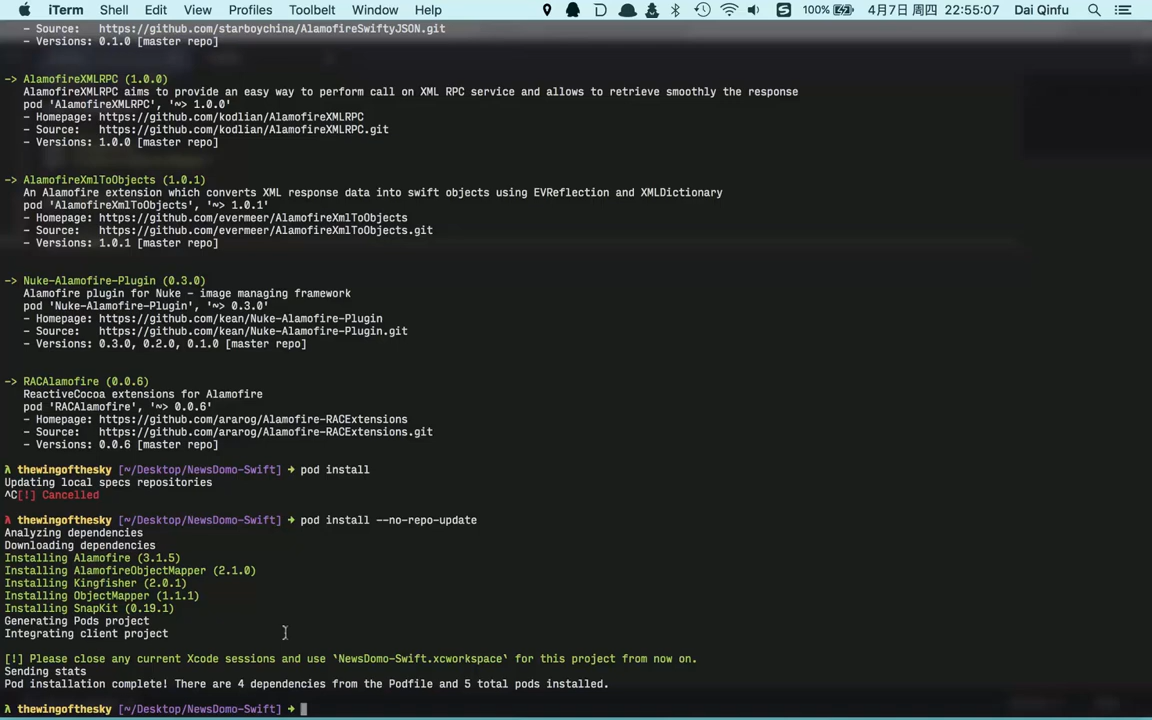 iTerm Shell Edit View Profiles Toolbelt Window Help 100% 4月7日 周四 22:55:07 Dai Qinfu
- Source:   https://github.com/starboychina/AlamofireSwiftyJSON.git
- Versions: 0.1.0 [master repo]
-> AlamofireXMLRPC (1.0.0)
AlamofireXMLRPC aims to provide an easy way to perform call on XML RPC service and allows to retrieve smoothly the response
pod 'AlamofireXMLRPC', '~> 1.0.0'
- Homepage: https://github.com/kodlian/AlamofireXMLRPC
- Source:   https://github.com/kodlian/AlamofireXMLRPC.git
- Versions: 1.0.0 [master repo]
-> AlamofireXmlToObjects (1.0.1)
An Alamofire extension which converts XML response data into swift objects using EVReflection and XMLDictionary
pod 'AlamofireXmlToObjects', '~> 1.0.1'
- Homepage: https://github.com/evermeer/AlamofireXmlToObjects
- Source:   https://github.com/evermeer/AlamofireXmlToObjects.git
- Versions: 1.0.1 [master repo]
-> Nuke-Alamofire-Plugin (0.3.0)
Alamofire plugin for Nuke - image managing framework
pod 'Nuke-Alamofire-Plugin', '~> 0.3.0'
- Homepage: https://github.com/kean/Nuke-Alamofire-Plugin
- Source:   https://github.com/kean/Nuke-Alamofire-Plugin.git
- Versions: 0.3.0, 0.2.0, 0.1.0 [master repo]
-> RACAlamofire (0.0.6)
ReactiveCocoa extensions for Alamofire
pod 'RACAlamofire', '~> 0.0.6'
- Homepage: https://github.com/ararog/Alamofire-RACExtensions
- Source:   https://github.com/ararog/Alamofire-RACExtensions.git
- Versions: 0.0.6 [master repo]
λ thewingofthesky [~/Desktop/NewsDomo-Swift] → pod install
Updating local specs repositories
^C[!] Cancelled
λ thewingofthesky [~/Desktop/NewsDomo-Swift] → pod install --no-repo-update
Analyzing dependencies
Downloading dependencies
Installing Alamofire (3.1.5)
Installing AlamofireObjectMapper (2.1.0)
Installing Kingfisher (2.0.1)
Installing ObjectMapper (1.1.1)
Installing SnapKit (0.19.1)
Generating Pods project
Integrating client project
[!] Please close any current Xcode sessions and use `NewsDomo-Swift.xcworkspace` for this project from now on.
Sending stats
Pod installation complete! There are 4 dependencies from the Podfile and 5 total pods installed.
λ thewingofthesky [~/Desktop/NewsDomo-Swift] →